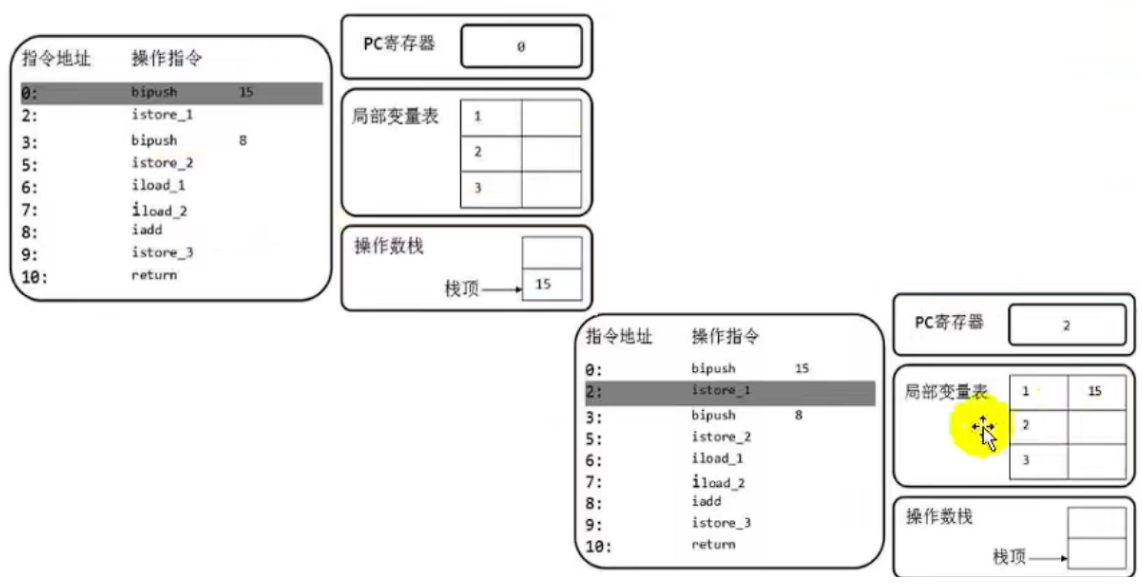 指令地址 操作指令
0: bipush 15
2: istore_1
3: bipush 8
5: istore_2
6: iload_1
7: iload_2
8: iadd
9: istore_3
10: return
PC寄存器 0
局部变量表 1
2
3
操作数栈
栈顶 15
指令地址 操作指令
0: bipush 15
2: istore_1
3: bipush 8
5: istore_2
6: iload_1
7: iload_2
8: iadd
9: istore_3
10: return
PC寄存器 2
局部变量表 1 15
2
3
操作数栈
栈顶